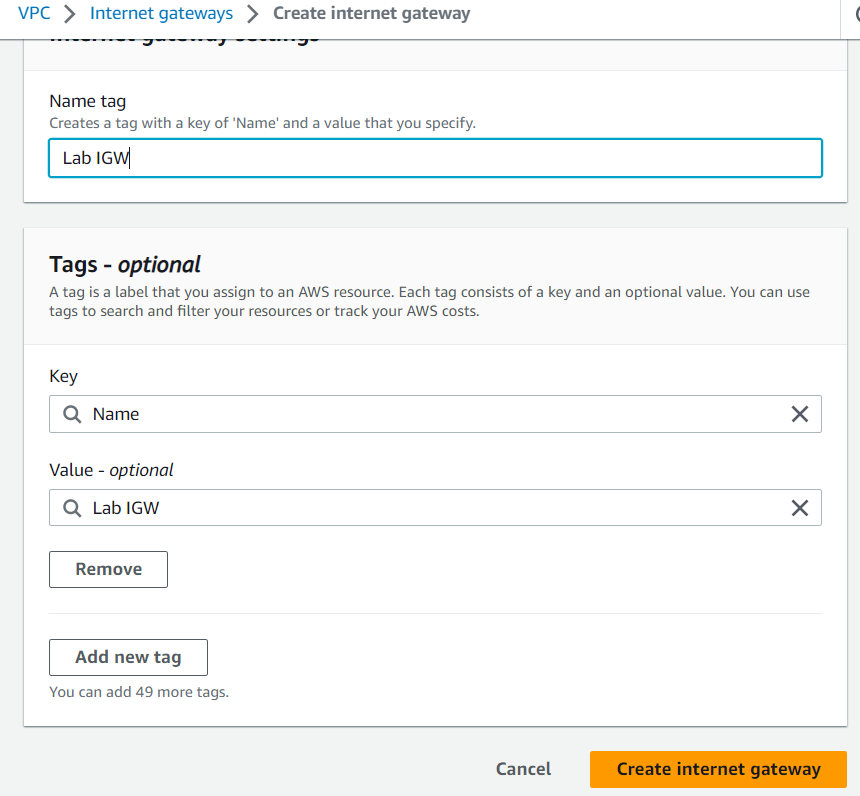 VPC > Internet gateways > Create internet gateway
Internet gateway settings
Name tag
Creates a tag with a key of 'Name' and a value that you specify.
Lab IGW
Tags - optional
A tag is a label that you assign to an AWS resource. Each tag consists of a key and an optional value. You can use
tags to search and filter your resources or track your AWS costs.
Key
Name
Value - optional
Lab IGW
Remove
Add new tag
You can add 49 more tags.
Cancel
Create internet gateway